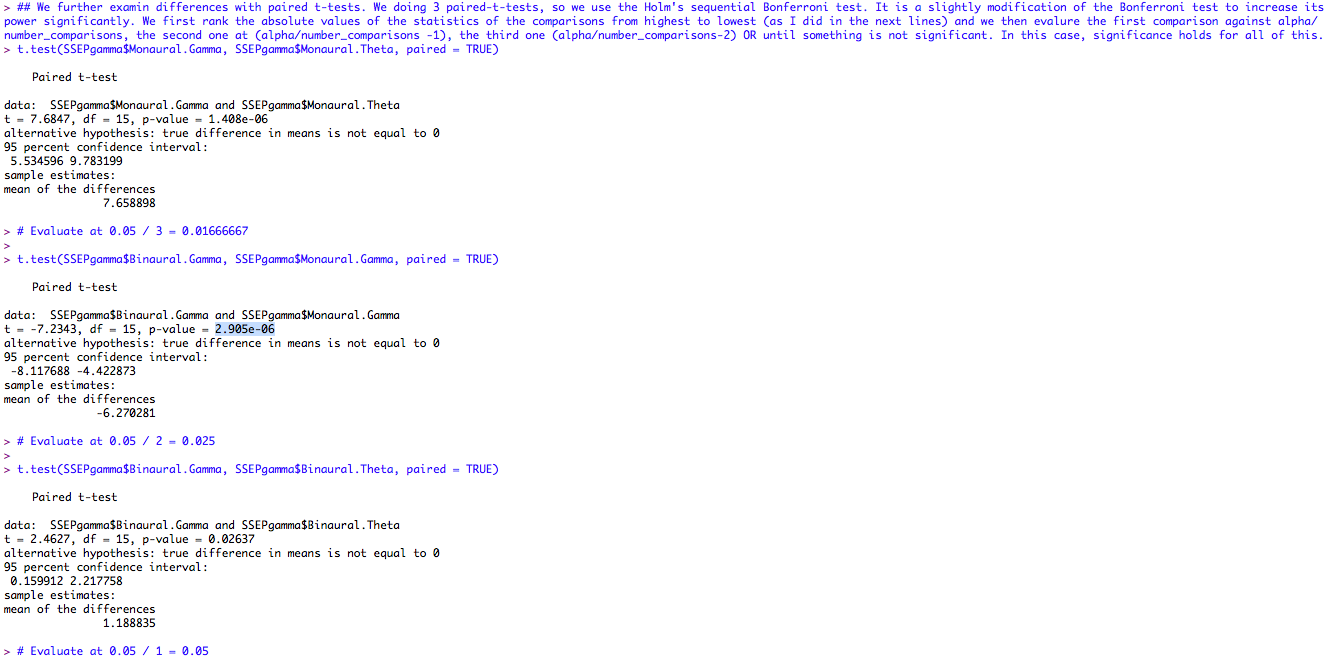 > ## We further examin differences with paired t-tests. We doing 3 paired-t-tests, so we use the Holm's sequential Bonferroni test. It is a slightly modification of the Bonferroni test to increase its
power significantly. We first rank the absolute values of the statistics of the comparisons from highest to lowest (as I did in the next lines) and we then evalure the first comparison against alpha/
number_comparisons, the second one at (alpha/number_comparisons -1), the third one (alpha/number_comparisons-2) OR until something is not significant. In this case, significance holds for all of this.
> t.test(SSEPgamma$Monaural.Gamma, SSEPgamma$Monaural.Theta, paired = TRUE)
Paired t-test
data:  SSEPgamma$Monaural.Gamma and SSEPgamma$Monaural.Theta
t = 7.6847, df = 15, p-value = 1.408e-06
alternative hypothesis: true difference in means is not equal to 0
95 percent confidence interval:
5.534596 9.783199
sample estimates:
mean of the differences
7.658898
> # Evaluate at 0.05 / 3 = 0.01666667
>
> t.test(SSEPgamma$Binaural.Gamma, SSEPgamma$Monaural.Gamma, paired = TRUE)
Paired t-test
data:  SSEPgamma$Binaural.Gamma and SSEPgamma$Monaural.Gamma
t = -7.2343, df = 15, p-value = 2.905e-06
alternative hypothesis: true difference in means is not equal to 0
95 percent confidence interval:
-8.117688 -4.422873
sample estimates:
mean of the differences
-6.270281
> # Evaluate at 0.05 / 2 = 0.025
>
> t.test(SSEPgamma$Binaural.Gamma, SSEPgamma$Binaural.Theta, paired = TRUE)
Paired t-test
data:  SSEPgamma$Binaural.Gamma and SSEPgamma$Binaural.Theta
t = 2.4627, df = 15, p-value = 0.02637
alternative hypothesis: true difference in means is not equal to 0
95 percent confidence interval:
0.159912 2.217758
sample estimates:
mean of the differences
1.188835
> # Evaluate at 0.05 / 1 = 0.05